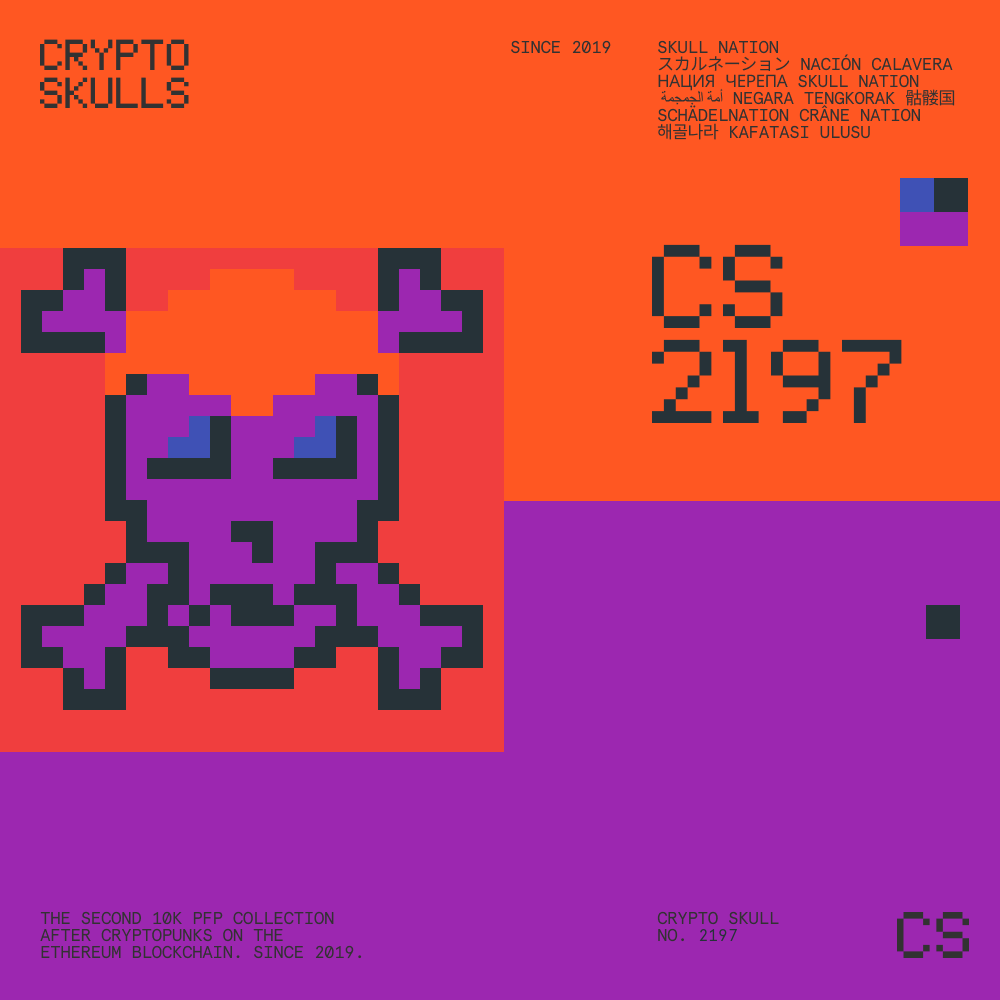 CRYPTO
SKULLS
SINCE 2019
SKULL NATION
スカルネーション NACIÓN CALAVERA
НАЦИЯ ЧЕРЕПА SKULL NATION
أمة الجمجمة NEGARA TENGKORAK 骷髅国
SCHÄDELNATION CRÂNE NATION
해골나라 KAFATASI ULUSU
CS
2197
THE SECOND 10K PFP COLLECTION
AFTER CRYPTOPUNKS ON THE
ETHEREUM BLOCKCHAIN. SINCE 2019.
CRYPTO SKULL
NO. 2197
CS